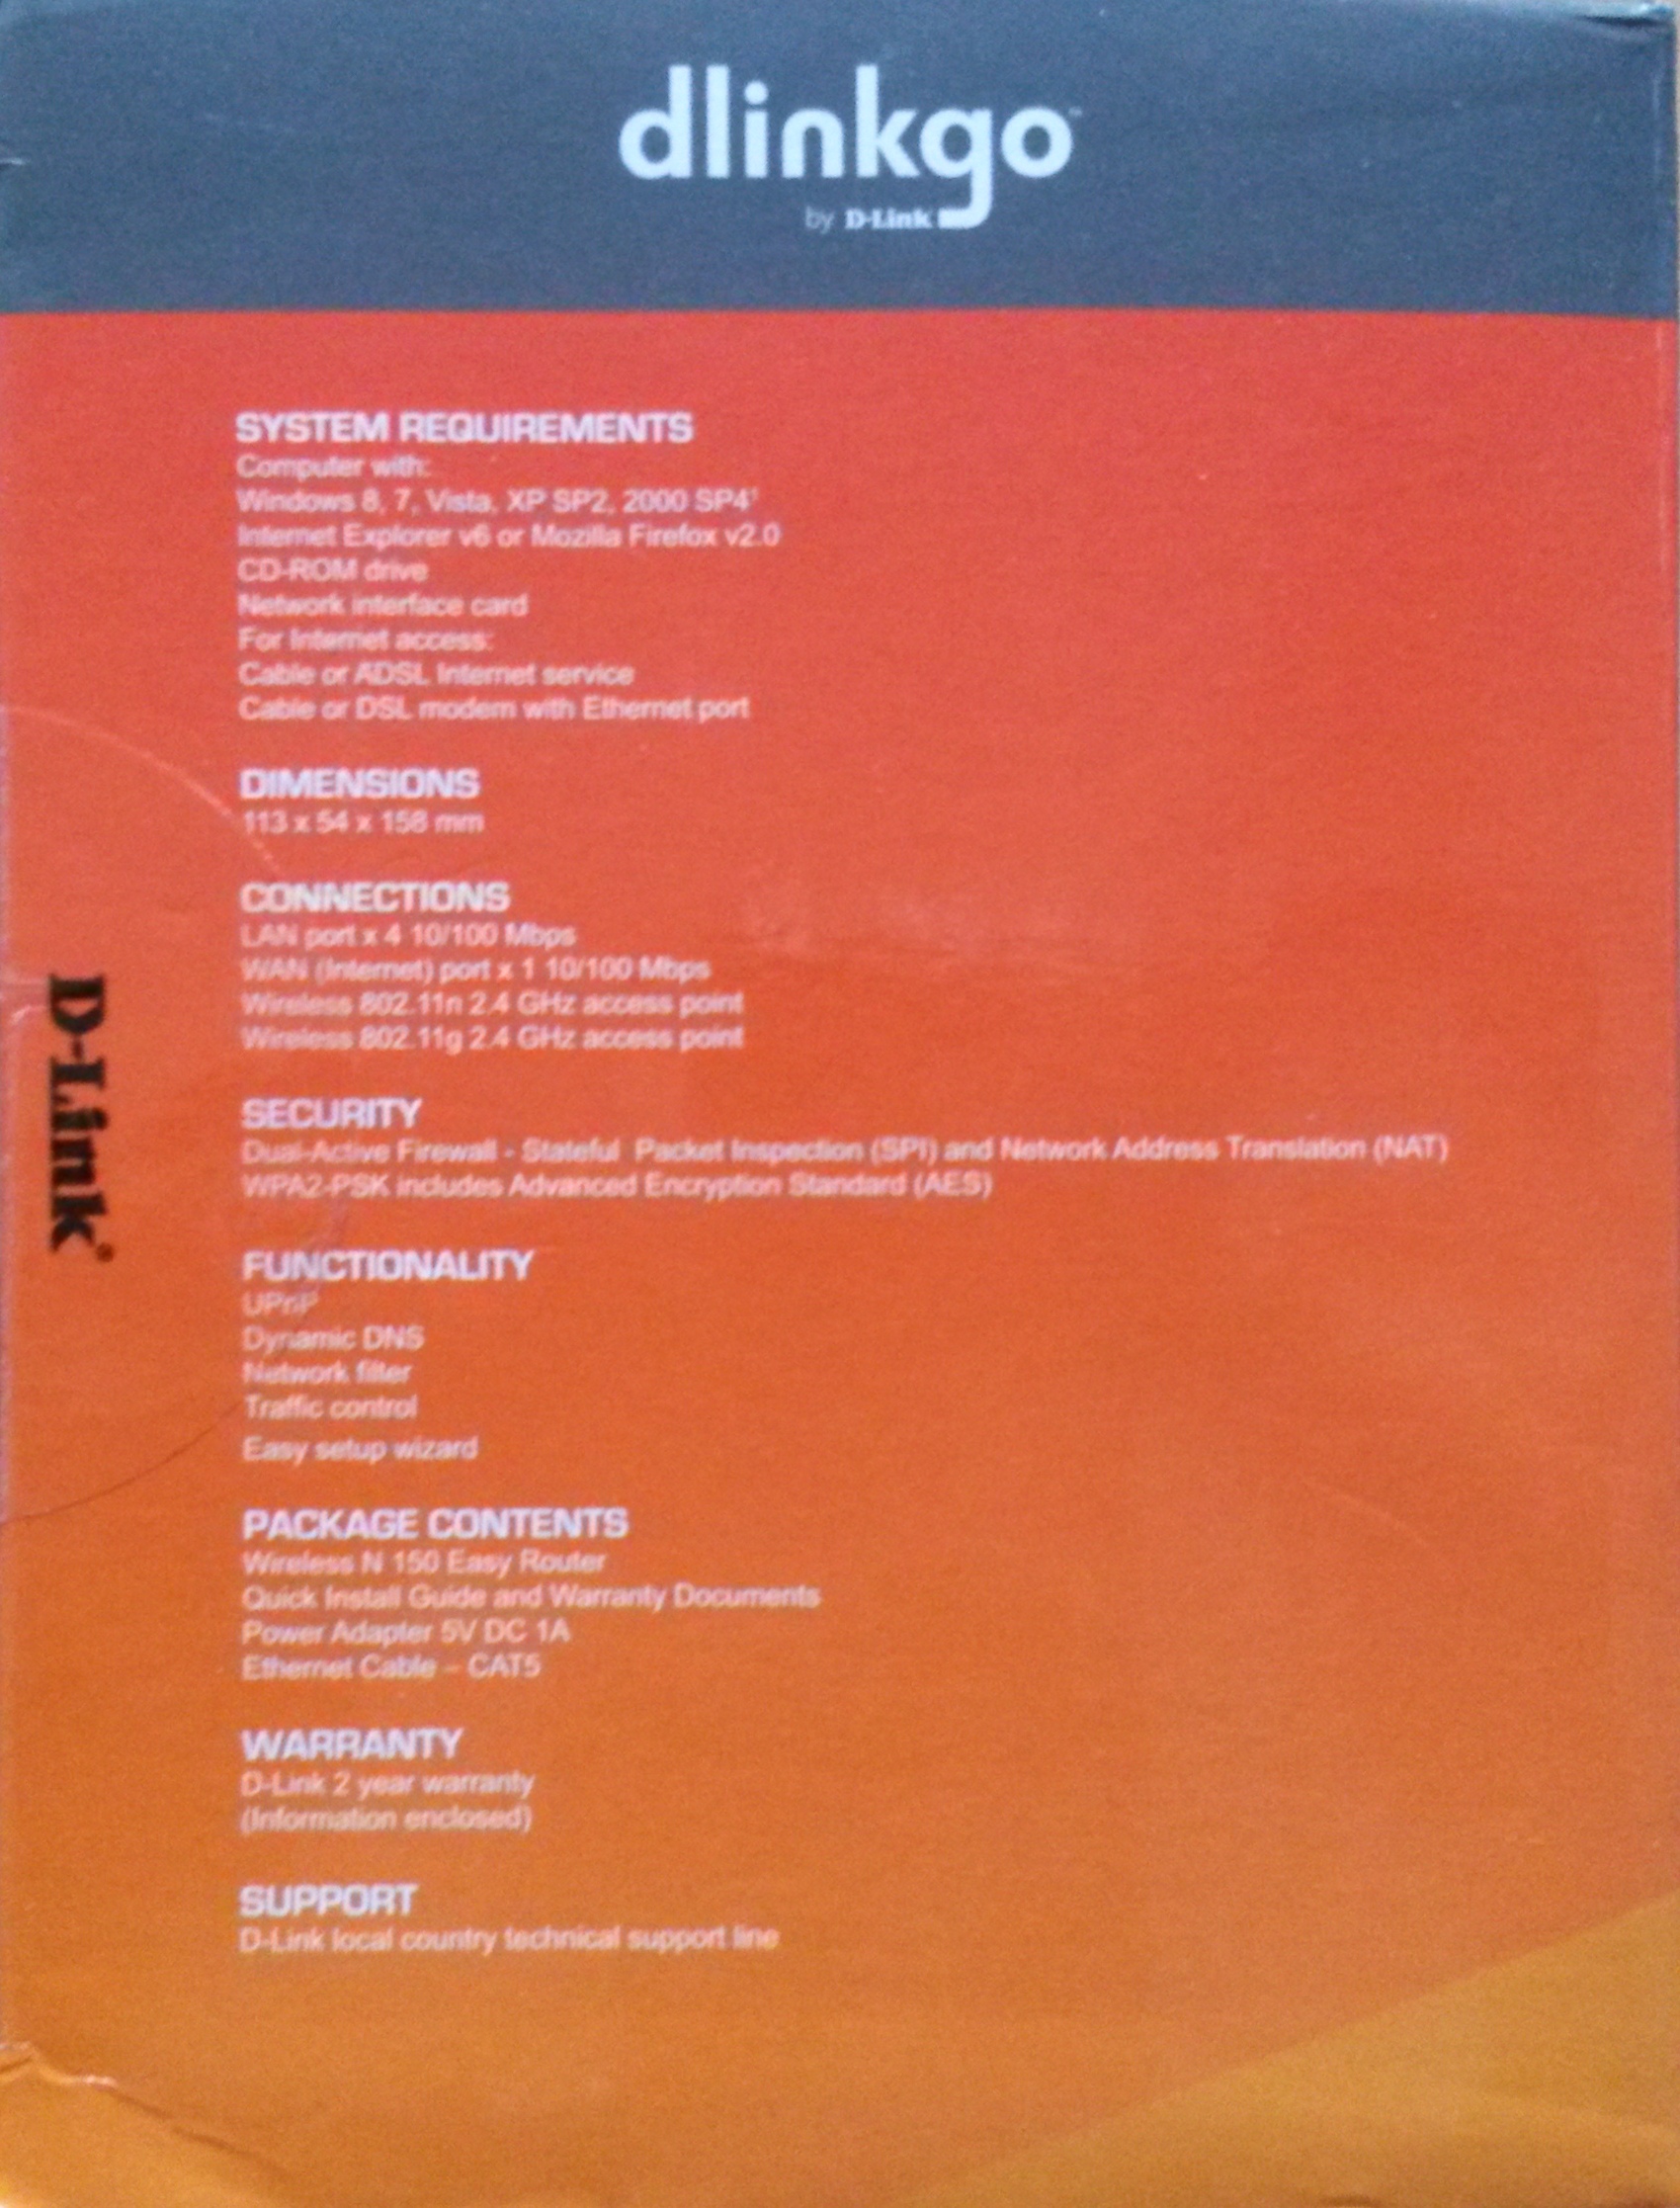 dlinkgo™
by D-Link
SYSTEM REQUIREMENTS
Computer with:
Windows 8, 7, Vista, XP SP2, 2000 SP4¹
Internet Explorer v6 or Mozilla Firefox v2.0
CD-ROM drive
Network interface card
For Internet access:
Cable or ADSL Internet service
Cable or DSL modem with Ethernet port
DIMENSIONS
113 x 54 x 158 mm
CONNECTIONS
LAN port x 4 10/100 Mbps
WAN (Internet) port x 1 10/100 Mbps
Wireless 802.11n 2.4 GHz access point
Wireless 802.11g 2.4 GHz access point
SECURITY
Dual-Active Firewall - Stateful Packet Inspection (SPI) and Network Address Translation (NAT)
WPA2-PSK includes Advanced Encryption Standard (AES)
FUNCTIONALITY
UPnP
Dynamic DNS
Network filter
Traffic control
Easy setup wizard
PACKAGE CONTENTS
Wireless N 150 Easy Router
Quick Install Guide and Warranty Documents
Power Adapter 5V DC 1A
Ethernet Cable – CAT5
WARRANTY
D-Link 2 year warranty
(Information enclosed)
SUPPORT
D-Link local country technical support line
D-Link®